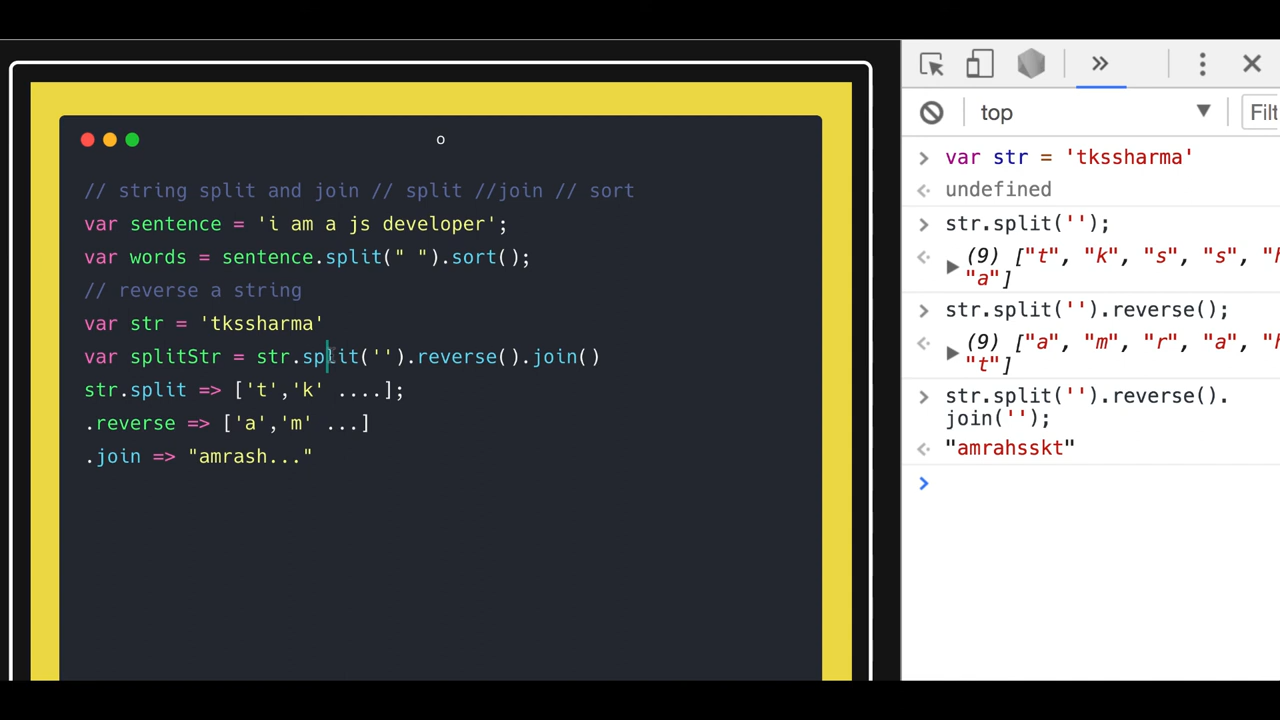 o
// string split and join // split //join // sort
var sentence = 'i am a js developer';
var words = sentence.split(" ").sort();
// reverse a string
var str = 'tkssharma'
var splitStr = str.split('').reverse().join()
str.split => ['t','k' ....];
.reverse => ['a','m' ...]
.join => "amrash..."
top
Filt
> var str = 'tkssharma'
undefined
> str.split('');
(9) ["t", "k", "s", "s", "h
"a"]
> str.split('').reverse();
(9) ["a", "m", "r", "a", "h
"t"]
> str.split('').reverse().
join('');
"amrahsskt"
>